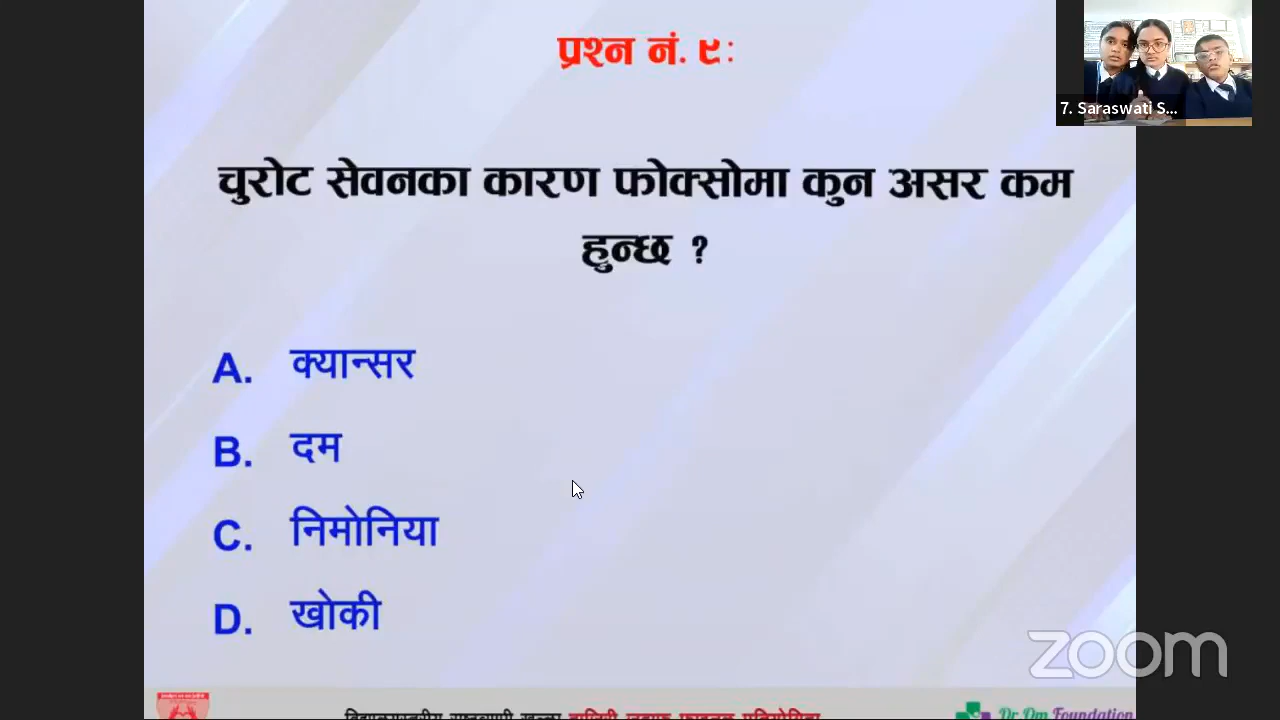 प्रश्न नं. ९:
7. Saraswati S...
चुरोट सेवनका कारण फोक्सोमा कुन असर कम
हुन्छ ?
A. क्यान्सर
B. दम
C. निमोनिया
D. खोकी
zoom
Dr Om Foundation